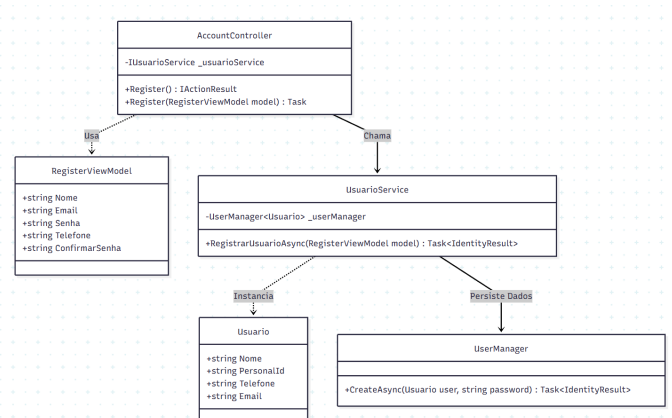 AccountController
-IUsuarioService _usuarioService
+Register() : IActionResult
+Register(RegisterViewModel model) : Task
Usa
Chama
RegisterViewModel
+string Nome
+string Email
+string Senha
+string Telefone
+string ConfirmarSenha
UsuarioService
-UserManager<Usuario> _userManager
+RegistrarUsuarioAsync(RegisterViewModel model) : Task<IdentityResult>
Instancia
Persiste Dados
Usuario
+string Nome
+string PersonalId
+string Telefone
+string Email
UserManager
+CreateAsync(Usuario user, string password) : Task<IdentityResult>